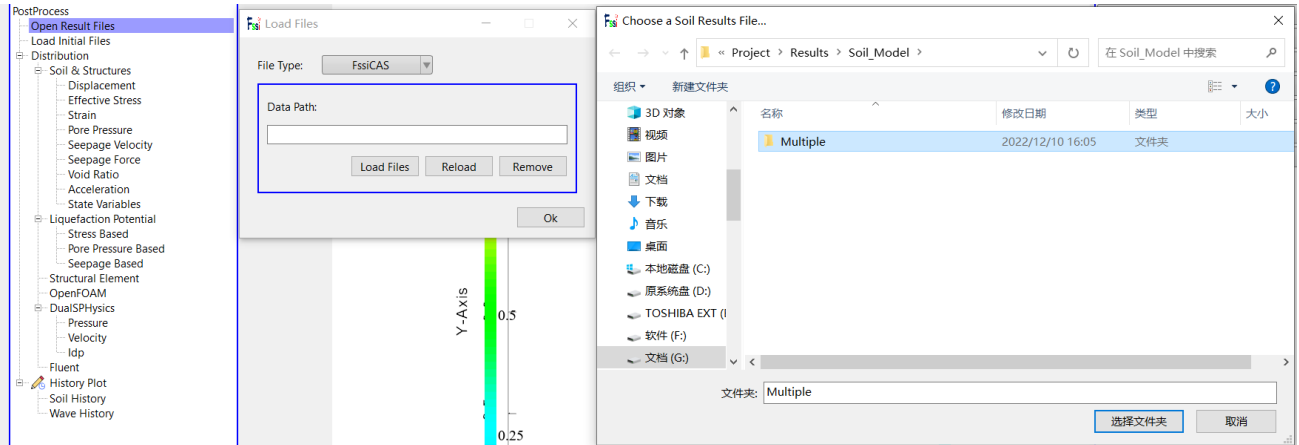 PostProcess
Open Result Files
Load Initial Files
Distribution
Soil & Structures
Displacement
Effective Stress
Strain
Pore Pressure
Seepage Velocity
Seepage Force
Void Ratio
Acceleration
State Variables
Liquefaction Potential
Stress Based
Pore Pressure Based
Seepage Based
Structural Element
OpenFOAM
DualSPHysics
Pressure
Velocity
Idp
Fluent
History Plot
Soil History
Wave History
Fssi Load Files
File Type: FssiCAS
Data Path:
Load Files Reload Remove
Ok
Y-Axis
0.5
0.25
Fssi Choose a Soil Results File...
« Project > Results > Soil_Model >
在 Soil_Model 中搜索
组织 新建文件夹
名称 修改日期 类型 大小
Multiple 2022/12/10 16:05 文件夹
3D 对象
视频
图片
文档
下载
音乐
桌面
本地磁盘 (C:)
原系统盘 (D:)
TOSHIBA EXT (
软件 (F:)
文档 (G:)
文件夹: Multiple
选择文件夹 取消